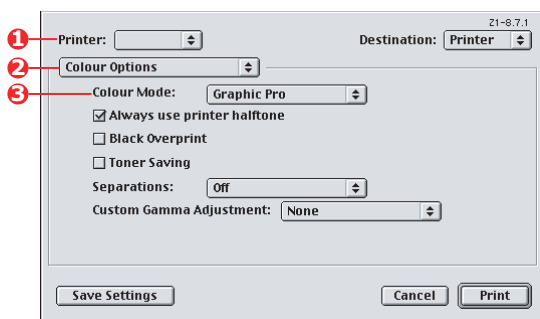 Z1-8.7.1
1 Printer: Destination: Printer
2 Colour Options
3 Colour Mode: Graphic Pro
Always use printer halftone
Black Overprint
Toner Saving
Separations: Off
Custom Gamma Adjustment: None
Save Settings Cancel Print